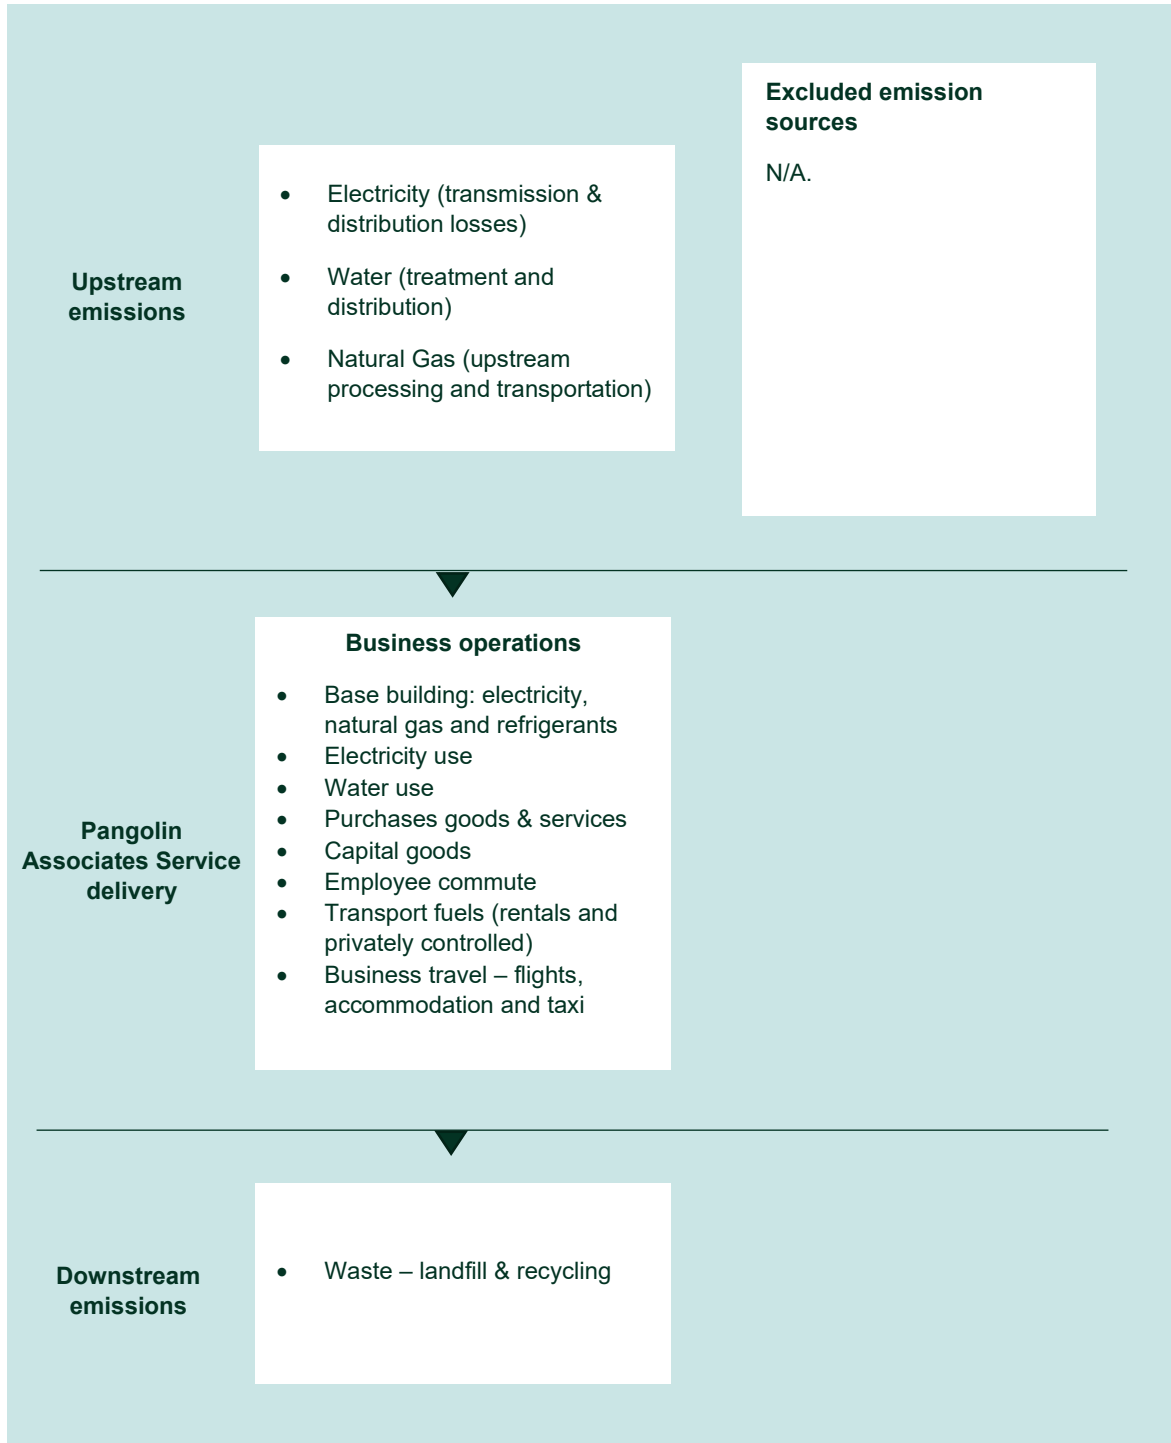 Excluded emission
sources
N/A.
Upstream
emissions
• Electricity (transmission &
distribution losses)
• Water (treatment and
distribution)
• Natural Gas (upstream
processing and transportation)
Pangolin
Associates Service
delivery
Business operations
• Base building: electricity,
natural gas and refrigerants
• Electricity use
• Water use
• Purchases goods & services
• Capital goods
• Employee commute
• Transport fuels (rentals and
privately controlled)
• Business travel – flights,
accommodation and taxi
Downstream
emissions
• Waste – landfill & recycling